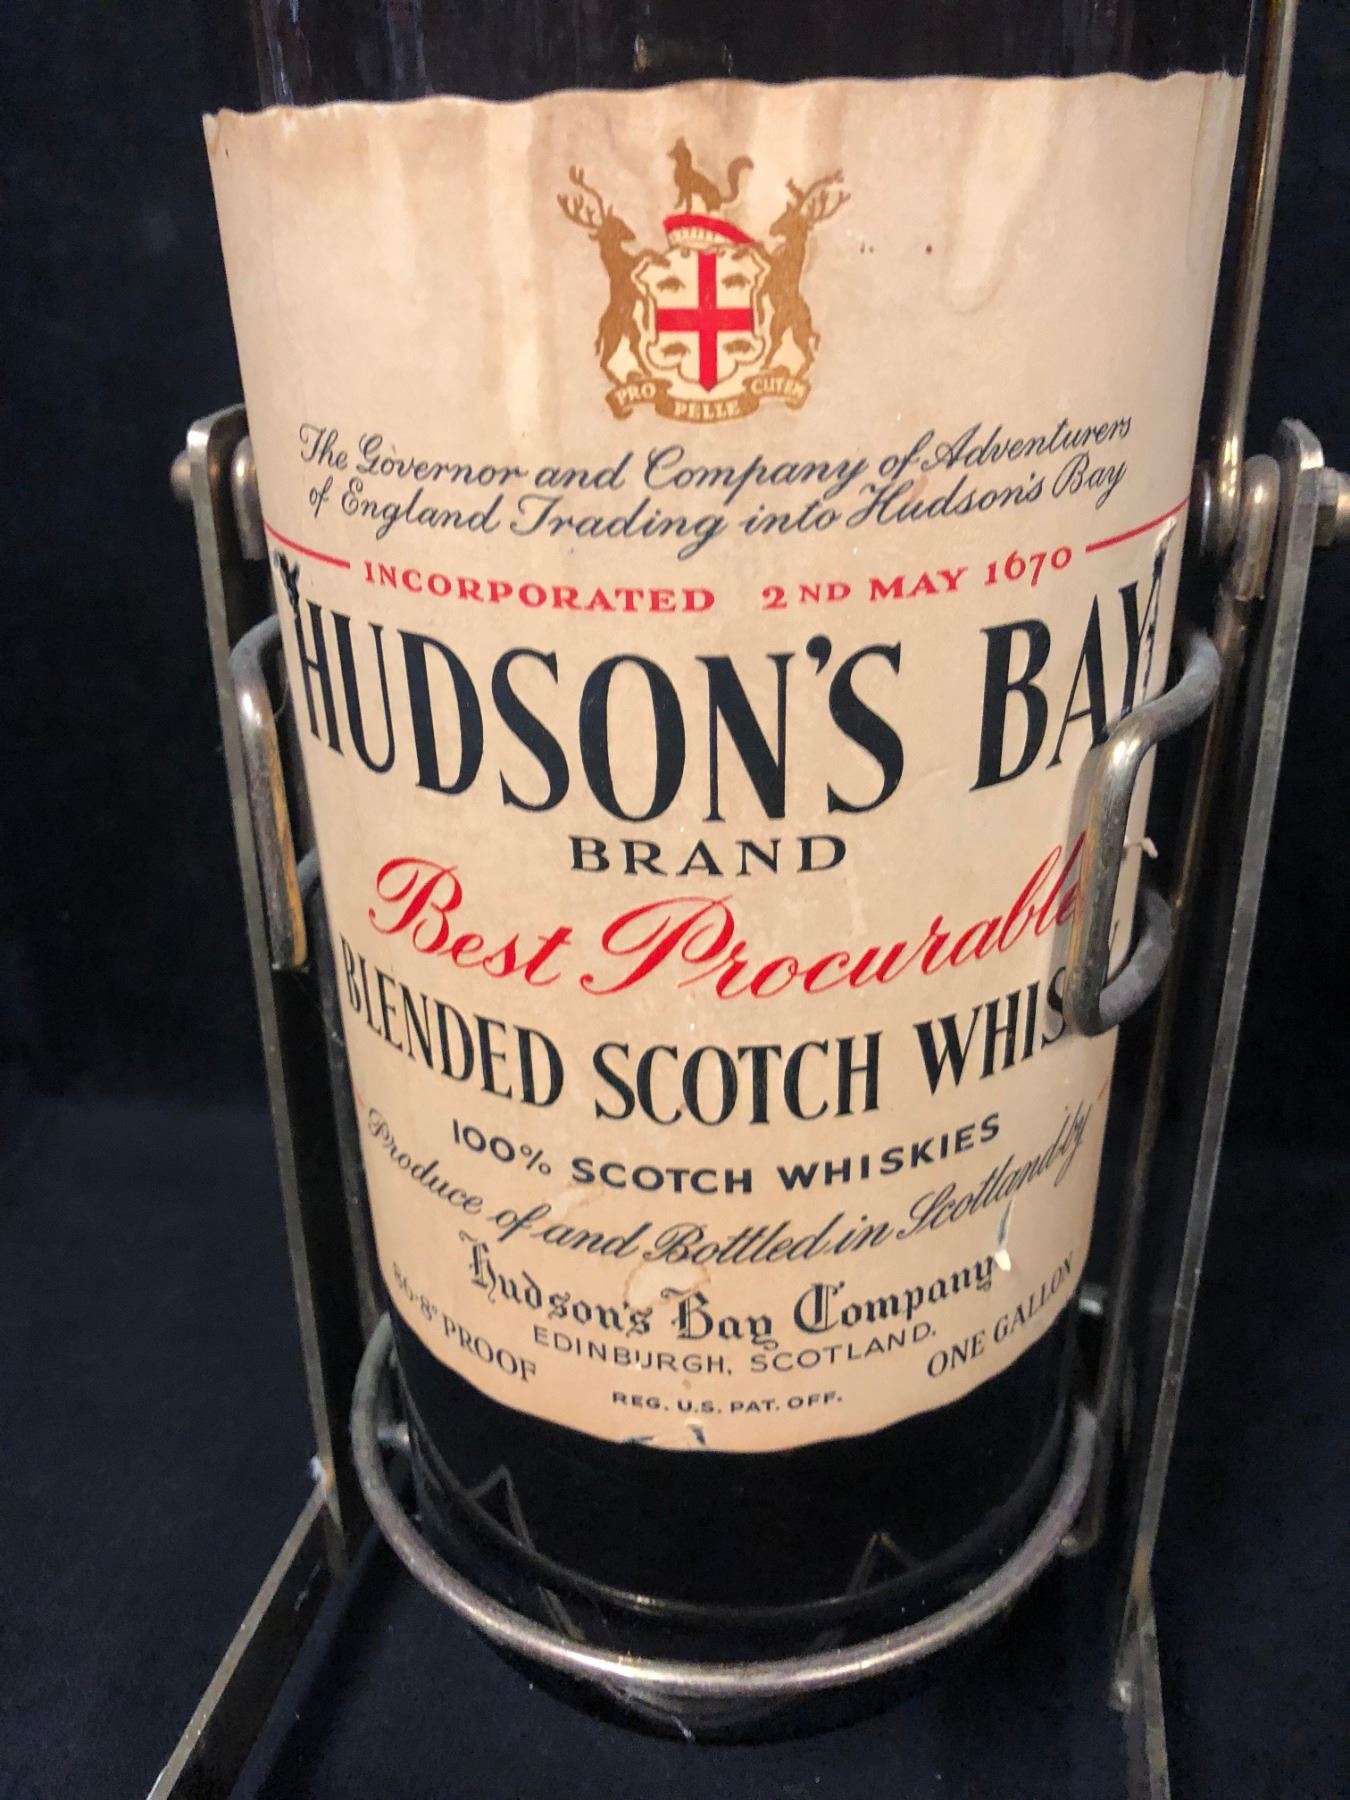 PRO PELLE CUTEM
The Governor and Company of Adventurers
of England Trading into Hudson's Bay
INCORPORATED 2ND MAY 1670
HUDSON'S BAY
BRAND
Best Procurable
BLENDED SCOTCH WHIS
100% SCOTCH WHISKIES
Produce of and Bottled in Scotland by
Hudson's Bay Company
EDINBURGH, SCOTLAND.
86·8° PROOF
ONE GALLON
REG. U.S. PAT. OFF.